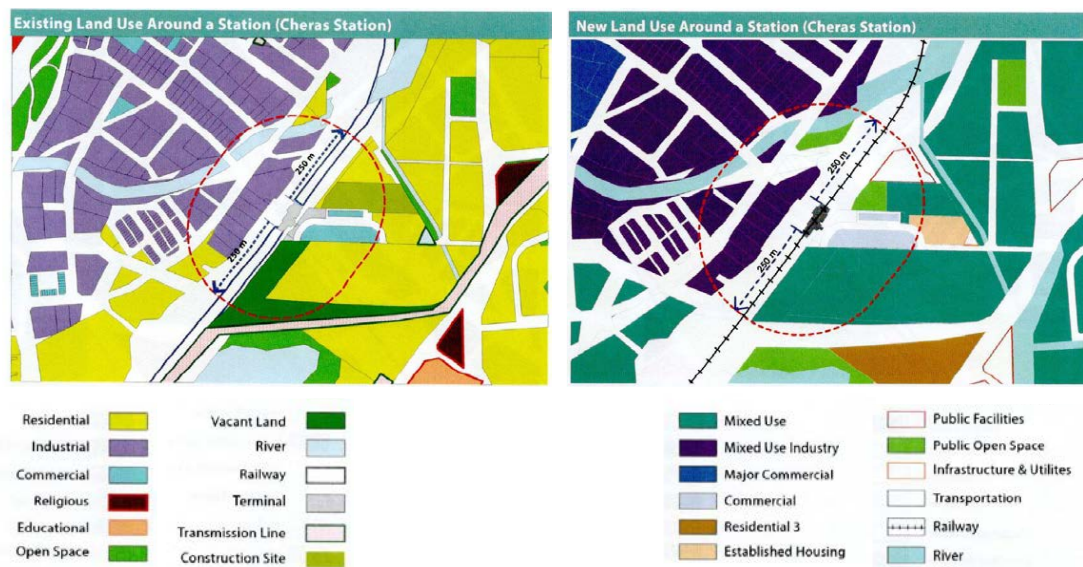 Existing Land Use Around a Station (Cheras Station)
250 m
250 m
Residential
Industrial
Commercial
Religious
Educational
Open Space
Vacant Land
River
Railway
Terminal
Transmission Line
Construction Site
New Land Use Around a Station (Cheras Station)
250 m
250 m
Mixed Use
Mixed Use Industry
Major Commercial
Commercial
Residential 3
Established Housing
Public Facilities
Public Open Space
Infrastructure & Utilites
Transportation
Railway
River